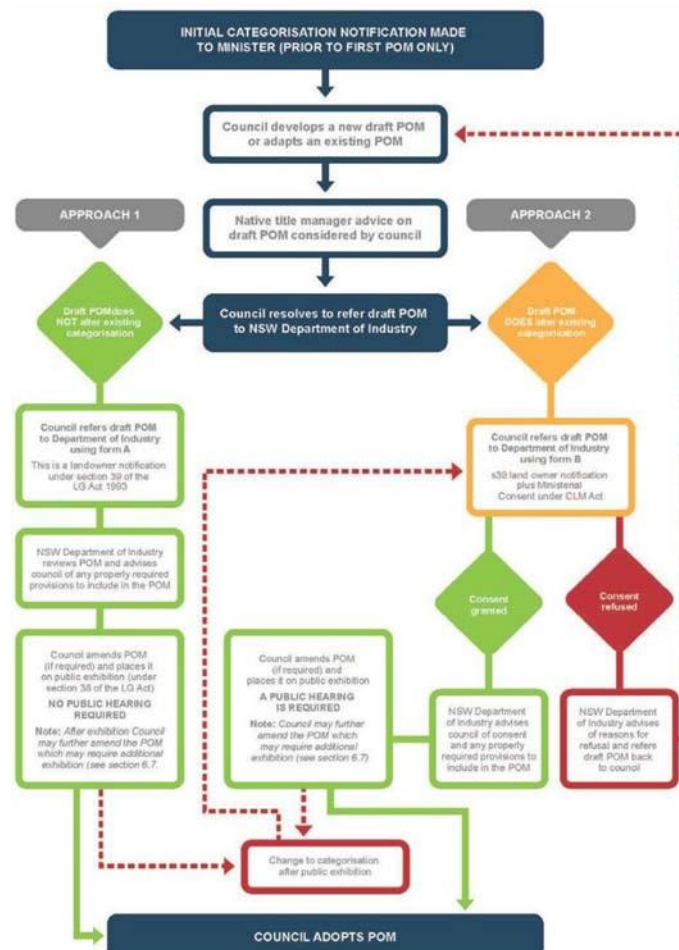 INITIAL CATEGORISATION NOTIFICATION MADE
TO MINISTER (PRIOR TO FIRST POM ONLY)
Council develops a new draft POM
or adapts an existing POM
APPROACH 1
Native title manager advice on
draft POM considered by council
APPROACH 2
Draft POMdoes
NOT alter existing
categorisation
Council resolves to refer draft POM
to NSW Department of Industry
Draft POM
DOES alter existing
categorisation
Council refers draft POM
to Department of Industry
using form A
This is a landowner notification
under section 39 of the
LG Act 1993
Council refers draft POM
to Department of Industry
using form B
s39 land owner notification
plus Ministerial
Consent under CLM Act
NSW Department of Industry
reviews POM and advises
council of any properly required
provisions to include in the POM
Consent
granted
Consent
refused
Council amends POM
(if required) and places it
on public exhibition (under
section 38 of the LG Act)
NO PUBLIC HEARING
REQUIRED
Note: After exhibition Council
may further amend the POM
which may require additional
exhibition (see section 6.7.
Council amends POM
(if required) and
places it on public exhibition
A PUBLIC HEARING
IS REQUIRED
Note: Council may further
amend the POM which
may require additional
exhibition (see section 6.7)
NSW Department
of Industry advises
council of consent
and any properly
required provisions to
include in the POM
NSW Department
of Industry advises
of reasons for
refusal and refers
draft POM back
to council
Change to categorisation
after public exhibition
COUNCIL ADOPTS POM